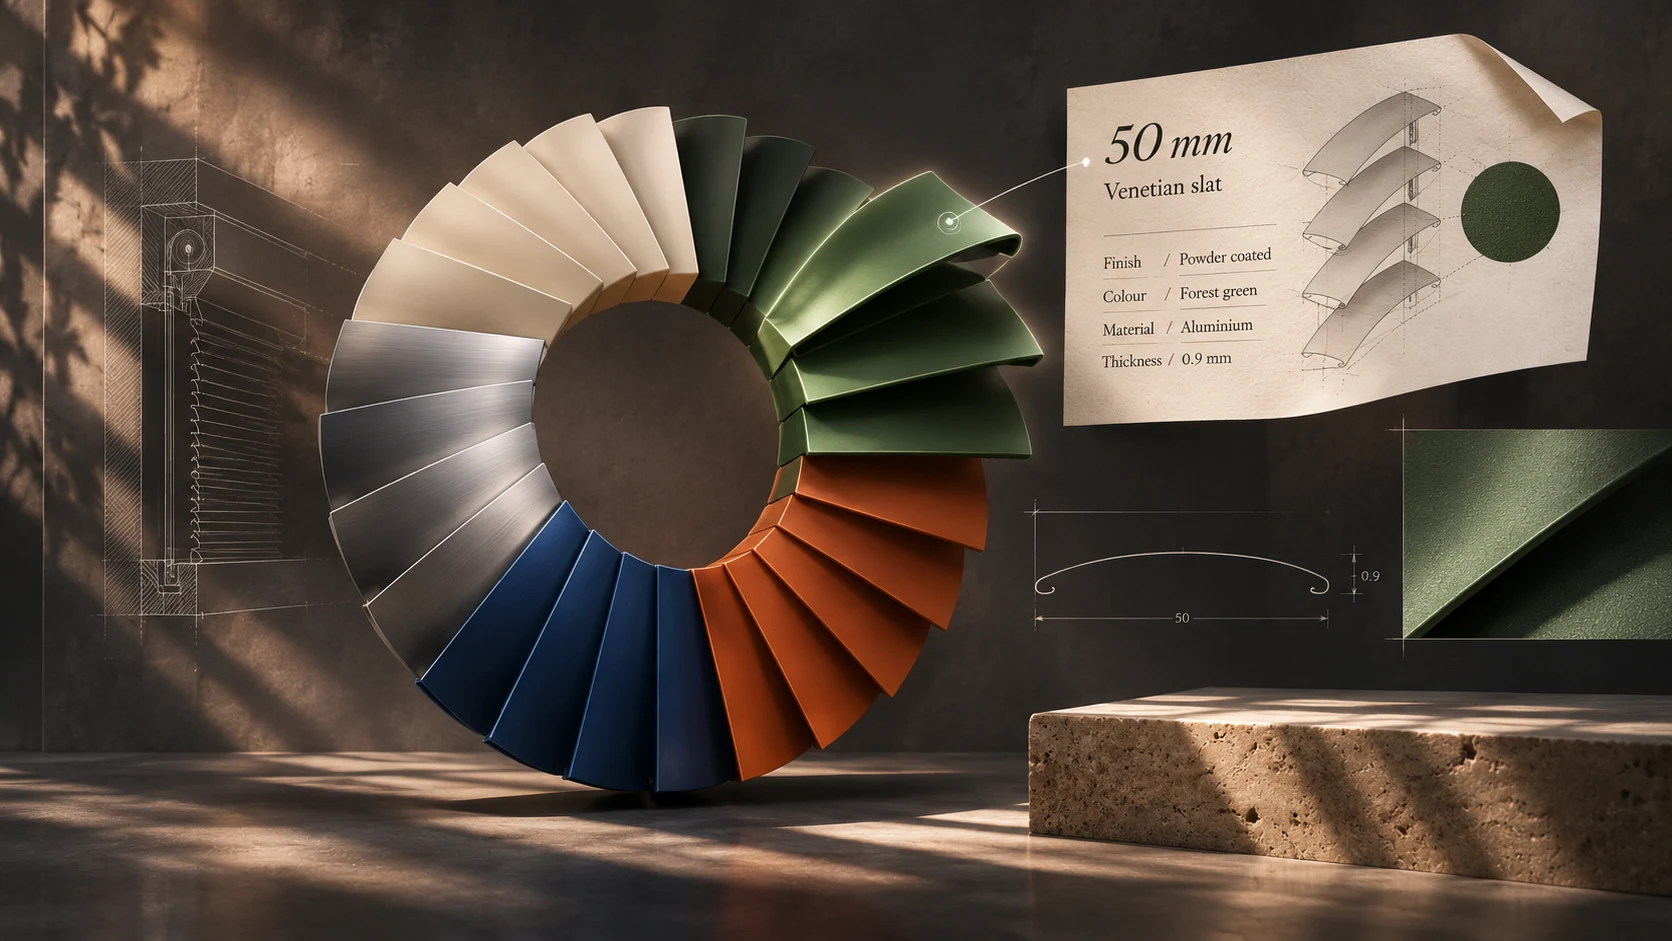 50 mm
Venetian slat
Finish / Powder coated
Colour / Forest green
Material / Aluminium
Thickness / 0.9 mm
0.9
50